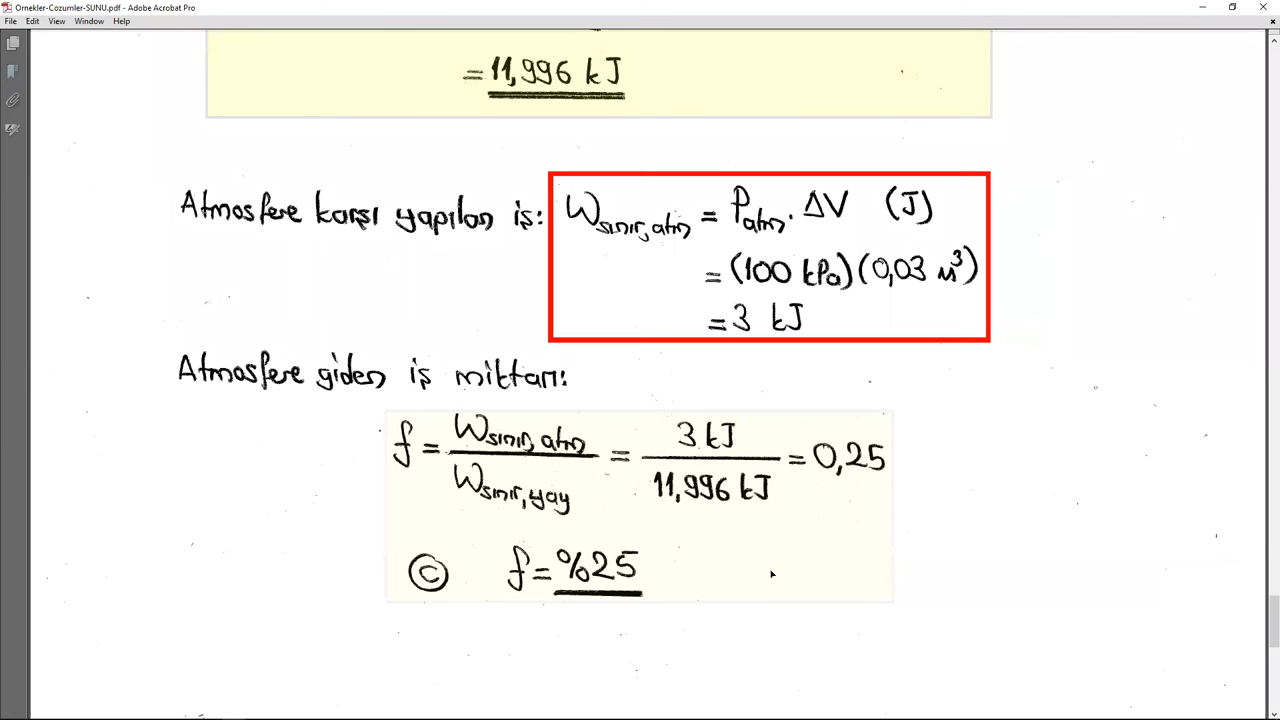 Ornekler-Cozumler-SUNU.pdf - Adobe Acrobat Pro
File Edit View Window Help
= 11,996 kJ
Atmosfere karşı yapılan iş: W sınır,atm = Patm. ΔV (J)
= (100 kPa)(0,03 m³)
= 3 kJ
Atmosfere giden iş miktarı:
f = W sınır,atm / W sınır,yay = 3 kJ / 11,996 kJ = 0,25
© f = %25